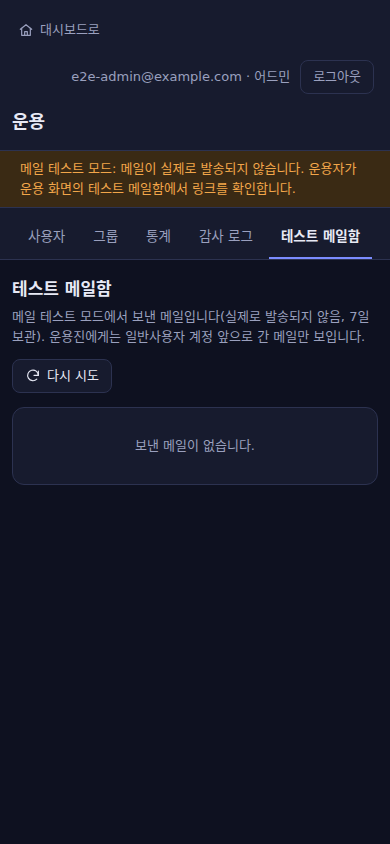 대시보드로
e2e-admin@example.com · 어드민
로그아웃
운용
메일 테스트 모드: 메일이 실제로 발송되지 않습니다. 운용자가
운용 화면의 테스트 메일함에서 링크를 확인합니다.
사용자
그룹
통계
감사 로그
테스트 메일함
테스트 메일함
메일 테스트 모드에서 보낸 메일입니다(실제로 발송되지 않음, 7일
보관). 운용진에게는 일반사용자 계정 앞으로 간 메일만 보입니다.
다시 시도
보낸 메일이 없습니다.